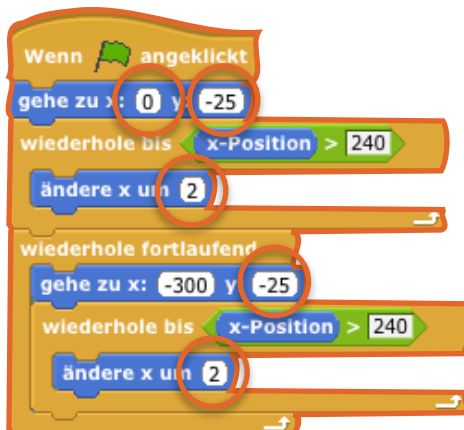 Wenn angeklickt
gehe zu x: 0 y: -25
wiederhole bis x-Position > 240
ändere x um 2
wiederhole fortlaufend
gehe zu x: -300 y: -25
wiederhole bis x-Position > 240
ändere x um 2